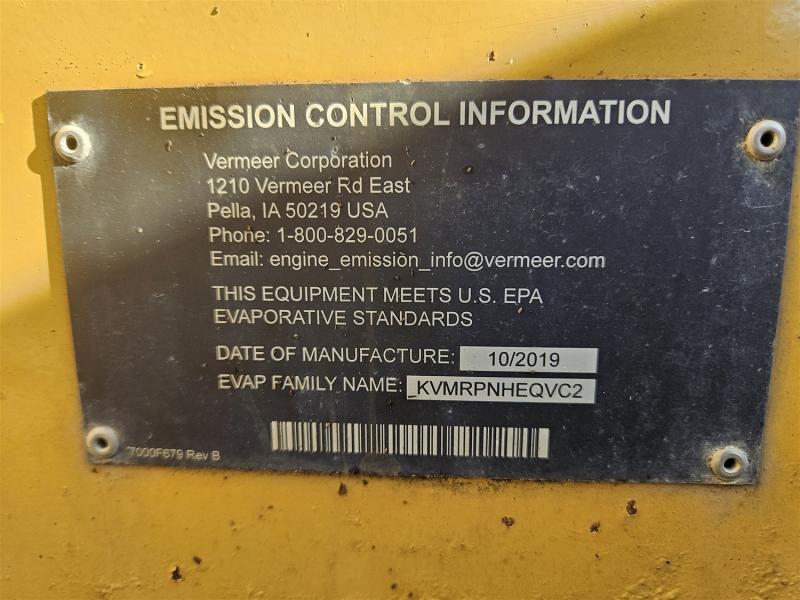 EMISSION CONTROL INFORMATION
Vermeer Corporation
1210 Vermeer Rd East
Pella, IA 50219 USA
Phone: 1-800-829-0051
Email: engine_emission_info@vermeer.com
THIS EQUIPMENT MEETS U.S. EPA
EVAPORATIVE STANDARDS
DATE OF MANUFACTURE: 10/2019
EVAP FAMILY NAME: KVMRPNHEQVC2
7000F679 Rev B